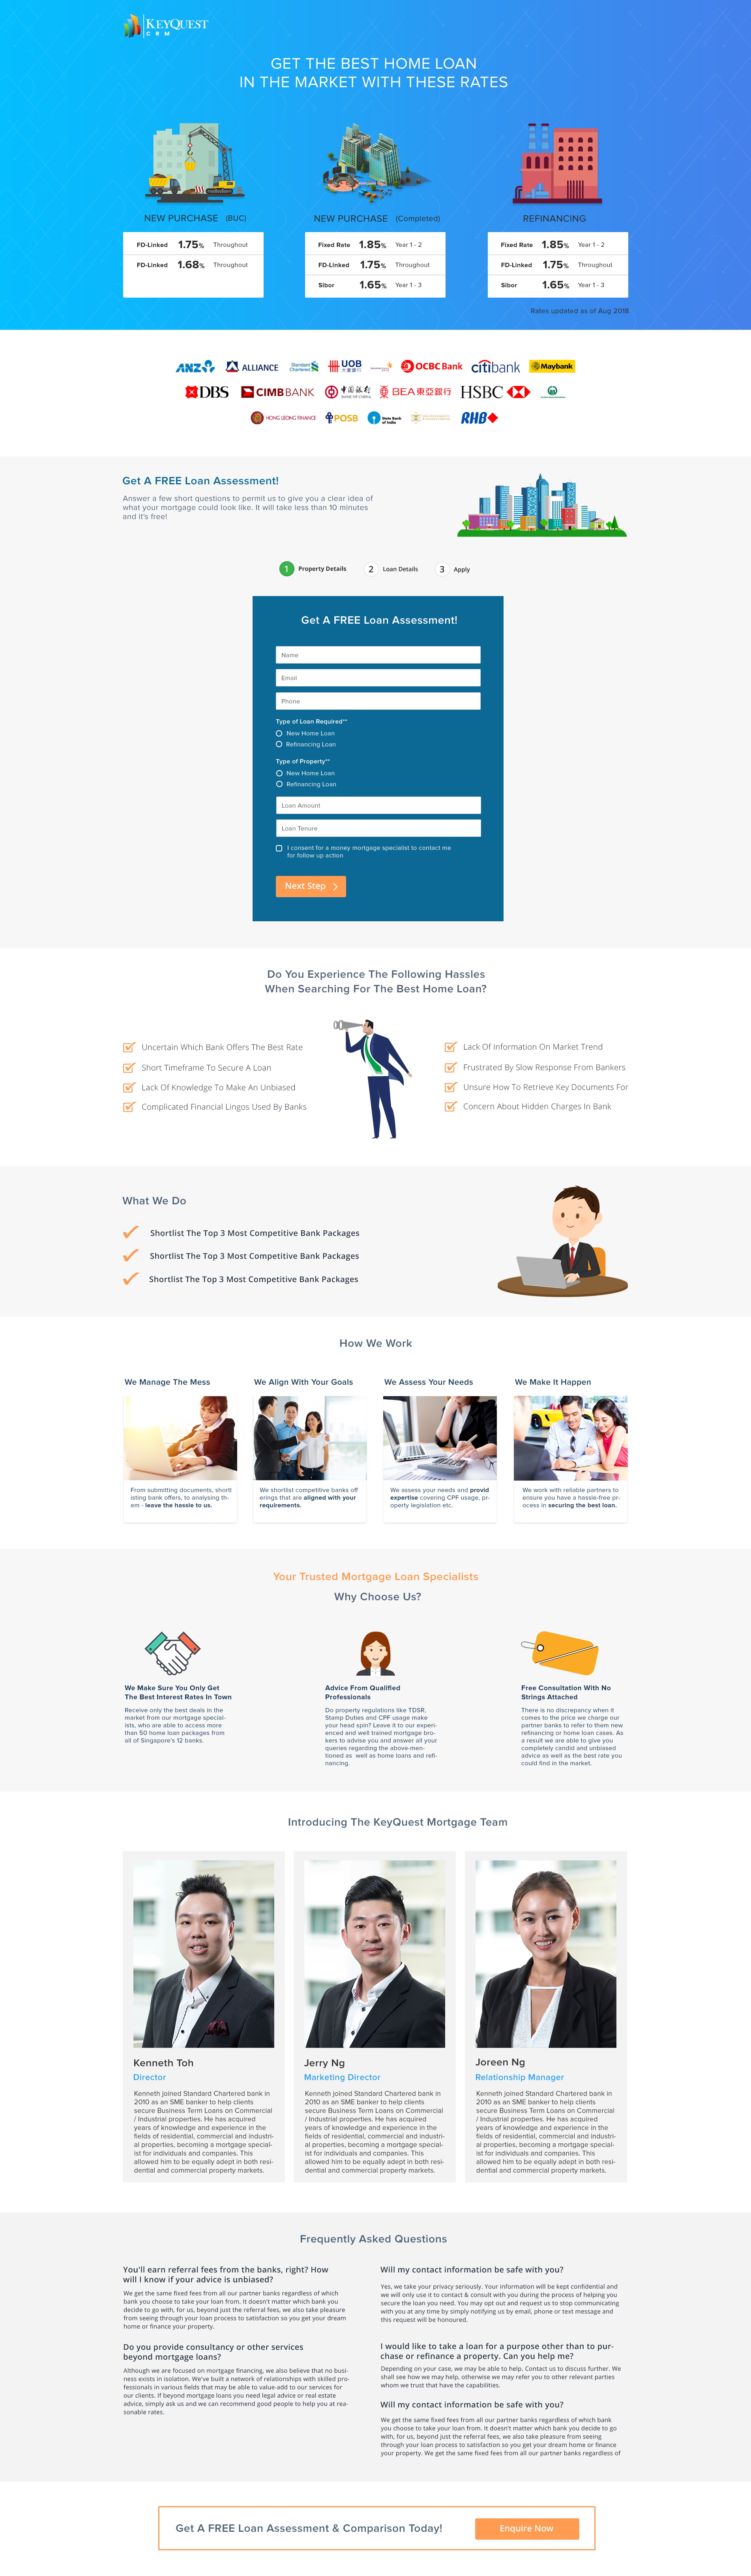 KEYQUEST
CRM
GET THE BEST HOME LOAN
IN THE MARKET WITH THESE RATES
NEW PURCHASE (BUC)
FD-Linked 1.75% Throughout
FD-Linked 1.68% Throughout
NEW PURCHASE (Completed)
Fixed Rate 1.85% Year 1 - 2
FD-Linked 1.75% Throughout
Sibor 1.65% Year 1 - 3
REFINANCING
Fixed Rate 1.85% Year 1 - 2
FD-Linked 1.75% Throughout
Sibor 1.65% Year 1 - 3
Rates updated as of Aug 2018
ANZ ALLIANCE Standard Chartered UOB 大華銀行 OCBC Bank citibank Maybank
DBS CIMB BANK 中国银行 BANK OF CHINA BEA 東亞銀行 HSBC
HONG LEONG FINANCE POSB State Bank of India RHB
Get A FREE Loan Assessment!
Answer a few short questions to permit us to give you a clear idea of
what your mortgage could look like. It will take less than 10 minutes
and it's free!
1 Property Details 2 Loan Details 3 Apply
Get A FREE Loan Assessment!
Name
Email
Phone
Type of Loan Required**
New Home Loan
Refinancing Loan
Type of Property**
New Home Loan
Refinancing Loan
Loan Amount
Loan Tenure
I consent for a money mortgage specialist to contact me
for follow up action
Next Step
Do You Experience The Following Hassles
When Searching For The Best Home Loan?
Uncertain Which Bank Offers The Best Rate
Short Timeframe To Secure A Loan
Lack Of Knowledge To Make An Unbiased
Complicated Financial Lingos Used By Banks
Lack Of Information On Market Trend
Frustrated By Slow Response From Bankers
Unsure How To Retrieve Key Documents For
Concern About Hidden Charges In Bank
What We Do
Shortlist The Top 3 Most Competitive Bank Packages
Shortlist The Top 3 Most Competitive Bank Packages
Shortlist The Top 3 Most Competitive Bank Packages
How We Work
We Manage The Mess
From submitting documents, shortl
isting bank offers, to analysing th-
em - leave the hassle to us.
We Align With Your Goals
We shortlist competitive banks off
erings that are aligned with your
requirements.
We Assess Your Needs
We assess your needs and provid
expertise covering CPF usage, pr-
operty legislation etc.
We Make It Happen
We work with reliable partners to
ensure you have a hassle-free pr-
ocess in securing the best loan.
Your Trusted Mortgage Loan Specialists
Why Choose Us?
We Make Sure You Only Get
The Best Interest Rates In Town
Receive only the best deals in the
market from our mortgage special-
ists, who are able to access more
than 50 home loan packages from
all of Singapore's 12 banks.
Advice From Qualified
Professionals
Do property regulations like TDSR,
Stamp Duties and CPF usage make
your head spin? Leave it to our experi-
enced and well trained mortgage bro-
kers to advise you and answer all your
queries regarding the above-men-
tioned as well as home loans and refi-
nancing.
Free Consultation With No
Strings Attached
There is no discrepancy when it
comes to the price we charge our
partner banks to refer to them new
refinancing or home loan cases. As
a result we are able to give you
completely candid and unbiased
advice as well as the best rate you
could find in the market.
Introducing The KeyQuest Mortgage Team
Kenneth Toh
Director
Kenneth joined Standard Chartered bank in
2010 as an SME banker to help clients
secure Business Term Loans on Commercial
/ Industrial properties. He has acquired
years of knowledge and experience in the
fields of residential, commercial and industri-
al properties, becoming a mortgage special-
ist for individuals and companies. This
allowed him to be equally adept in both resi-
dential and commercial property markets.
Jerry Ng
Marketing Director
Kenneth joined Standard Chartered bank in
2010 as an SME banker to help clients
secure Business Term Loans on Commercial
/ Industrial properties. He has acquired
years of knowledge and experience in the
fields of residential, commercial and industri-
al properties, becoming a mortgage special-
ist for individuals and companies. This
allowed him to be equally adept in both resi-
dential and commercial property markets.
Joreen Ng
Relationship Manager
Kenneth joined Standard Chartered bank in
2010 as an SME banker to help clients
secure Business Term Loans on Commercial
/ Industrial properties. He has acquired
years of knowledge and experience in the
fields of residential, commercial and industri-
al properties, becoming a mortgage special-
ist for individuals and companies. This
allowed him to be equally adept in both resi-
dential and commercial property markets.
Frequently Asked Questions
You'll earn referral fees from the banks, right? How
will I know if your advice is unbiased?
We get the same fixed fees from all our partner banks regardless of which
bank you choose to take your loan from. It doesn't matter which bank you
decide to go with, for us, beyond just the referral fees, we also take pleasure
from seeing through your loan process to satisfaction so you get your dream
home or finance your property.
Do you provide consultancy or other services
beyond mortgage loans?
Although we are focused on mortgage financing, we also believe that no busi-
ness exists in isolation. We've built a network of relationships with skilled pro-
fessionals in various fields that may be able to value-add to our services for
our clients. If beyond mortgage loans you need legal advice or real estate
advice, simply ask us and we can recommend good people to help you at rea-
sonable rates.
Will my contact information be safe with you?
Yes, we take your privacy seriously. Your information will be kept confidential and
we will only use it to contact & consult with you during the process of helping you
secure the loan you need. You may opt out and request us to stop communicating
with you at any time by simply notifying us by email, phone or text message and
this request will be honoured.
I would like to take a loan for a purpose other than to pur-
chase or refinance a property. Can you help me?
Depending on your case, we may be able to help. Contact us to discuss further. We
shall see how we may help, otherwise we may refer you to other relevant parties
whom we trust that have the capabilities.
Will my contact information be safe with you?
We get the same fixed fees from all our partner banks regardless of which bank
you choose to take your loan from. It doesn't matter which bank you decide to go
with, for us, beyond just the referral fees, we also take pleasure from seeing
through your loan process to satisfaction so you get your dream home or finance
your property. We get the same fixed fees from all our partner banks regardless of
Get A FREE Loan Assessment & Comparison Today!
Enquire Now